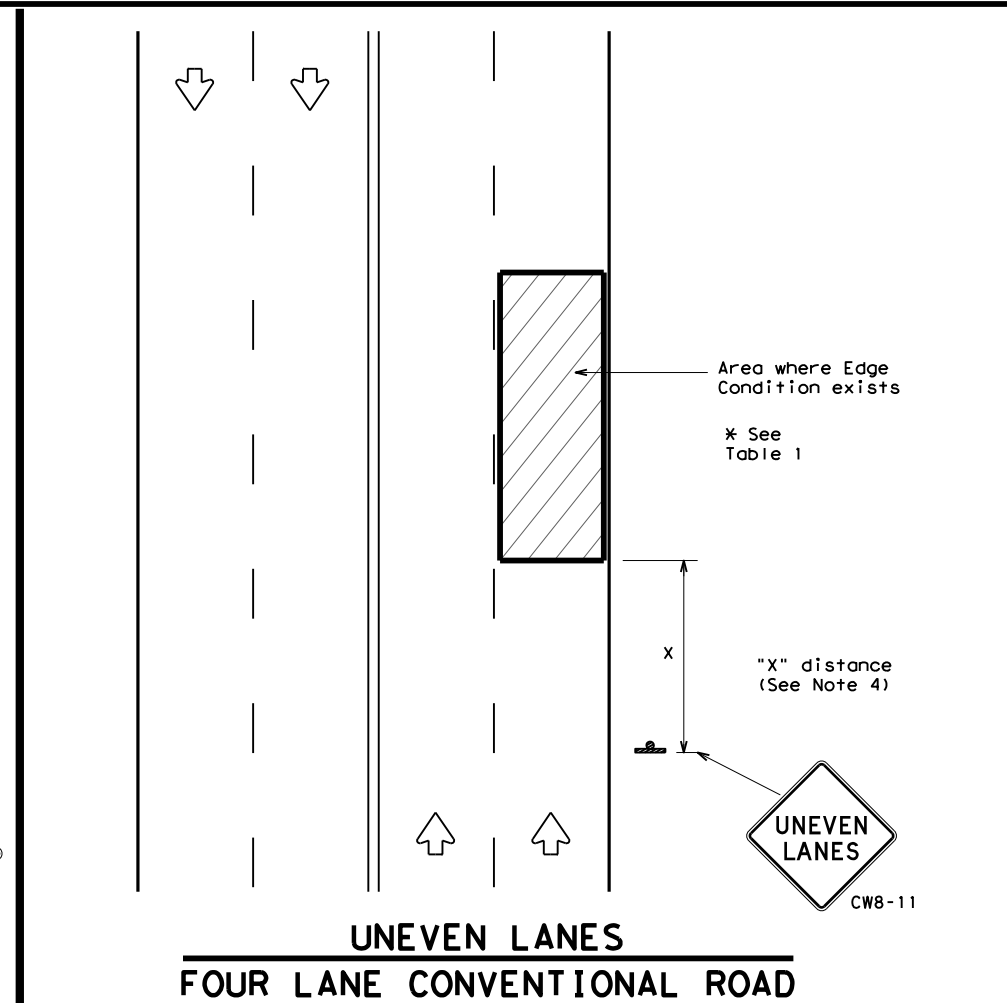 Area where Edge
Condition exists
* See
Table 1
X
"X" distance
(See Note 4)
UNEVEN
LANES
CW8-11
UNEVEN LANES
FOUR LANE CONVENTIONAL ROAD